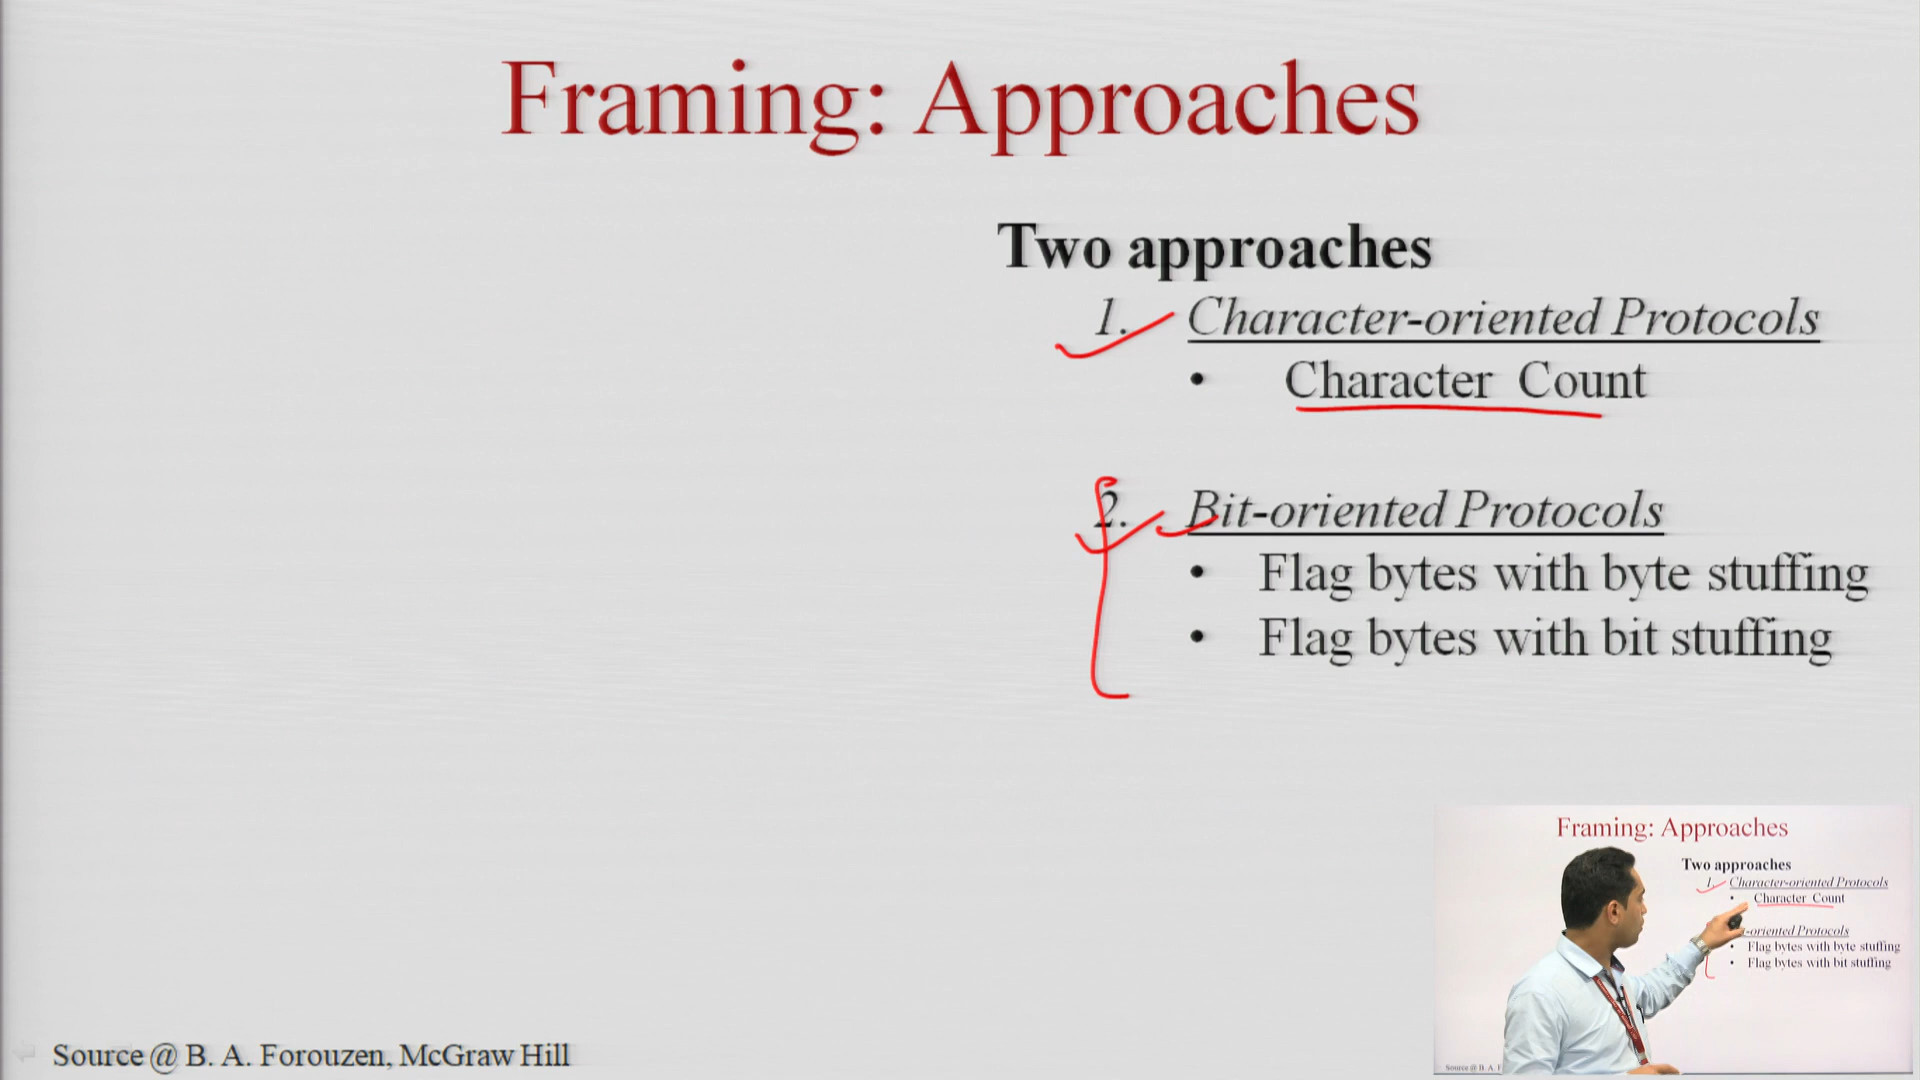 Framing: Approaches
Two approaches
1. Character-oriented Protocols
• Character Count
2. Bit-oriented Protocols
• Flag bytes with byte stuffing
• Flag bytes with bit stuffing
Source @ B. A. Forouzen, McGraw Hill
Framing: Approaches
Two approaches
1. Character-oriented Protocols
• Character Count
-oriented Protocols
• Flag bytes with byte stuffing
• Flag bytes with bit stuffing
Source @ B. A. F